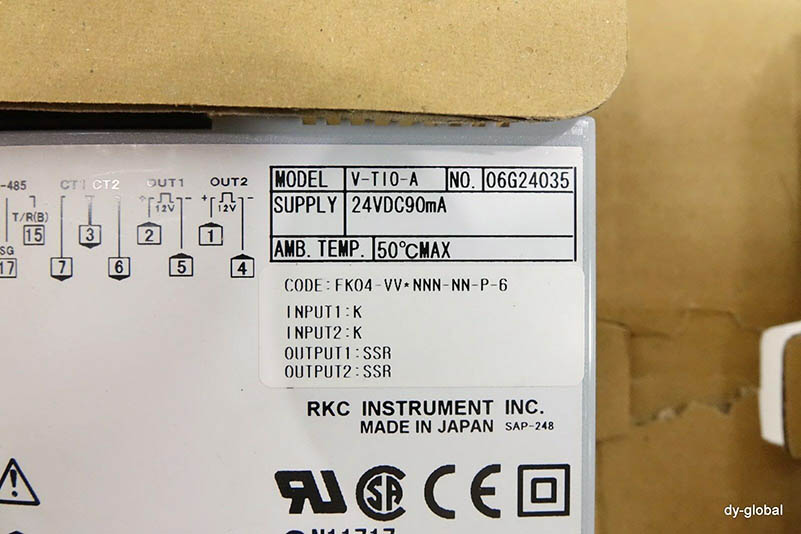 -485 CT1 CT2 OUT1 OUT2
+ - + -
12V 12V
T/R(B)
15 3 2 1
SG
17 7 6 5 4
MODEL V-TIO-A NO. 06G24035
SUPPLY 24VDC90mA
AMB. TEMP. 50℃MAX
CODE:FK04-VV*NNN-NN-P-6
INPUT1:K
INPUT2:K
OUTPUT1:SSR
OUTPUT2:SSR
RKC INSTRUMENT INC.
MADE IN JAPAN SAP-248
N11717
dy-global